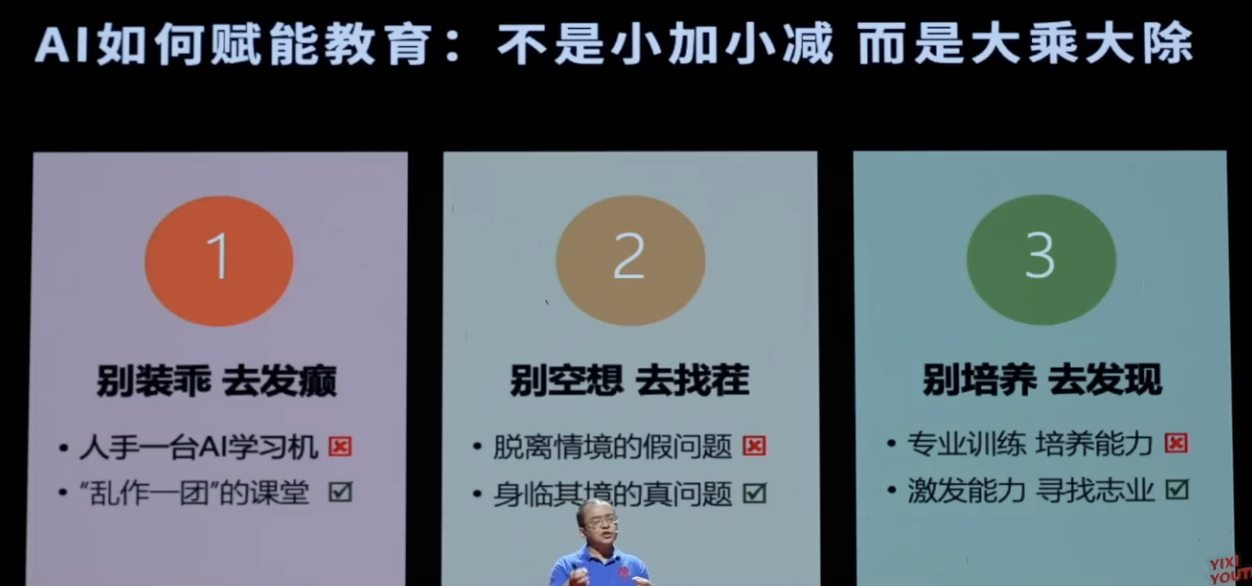 AI如何赋能教育：不是小加小减 而是大乘大除
1
别装乖 去发癫
• 人手一台AI学习机
• “乱作一团”的课堂
2
别空想 去找茬
• 脱离情境的假问题
• 身临其境的真问题
3
别培养 去发现
• 专业训练 培养能力
• 激发能力 寻找志业
YIXI
YOUT